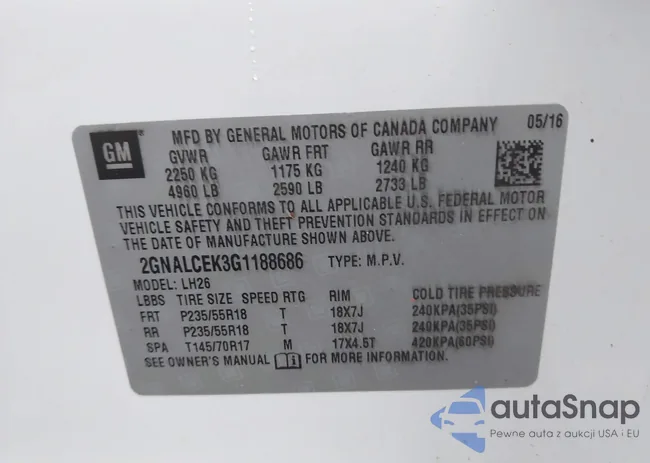 GM
MFD BY GENERAL MOTORS OF CANADA COMPANY 05/16
GVWR GAWR FRT GAWR RR
2250 KG 1175 KG 1240 KG
4960 LB 2590 LB 2733 LB
THIS VEHICLE CONFORMS TO ALL APPLICABLE U.S. FEDERAL MOTOR
VEHICLE SAFETY AND THEFT PREVENTION STANDARDS IN EFFECT ON
THE DATE OF MANUFACTURE SHOWN ABOVE.
2GNALCEK3G1188686 TYPE: M.P.V.
MODEL: LH26
LBBS TIRE SIZE SPEED RTG RIM COLD TIRE PRESSURE
FRT P235/55R18 T 18X7J 240KPA(35PSI)
RR P235/55R18 T 18X7J 240KPA(35PSI)
SPA T145/70R17 M 17X4.5T 420KPA(60PSI)
SEE OWNER'S MANUAL FOR MORE INFORMATION.
autaSnap
Pewne auta z aukcji USA i EU